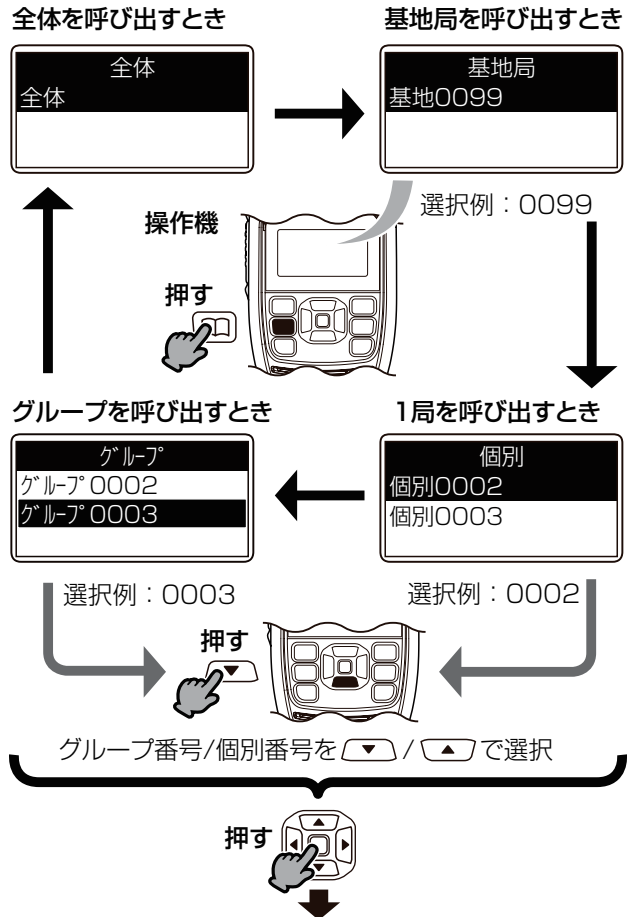 全体を呼び出すとき
基地局を呼び出すとき
全体
全体
基地局
基地0099
選択例：0099
操作機
押す
グループを呼び出すとき
1局を呼び出すとき
ｸﾞﾙｰﾌﾟ
ｸﾞﾙｰﾌﾟ0002
ｸﾞﾙｰﾌﾟ0003
個別
個別0002
個別0003
選択例：0003
選択例：0002
押す
▼
グループ番号/個別番号を▼/▲で選択
押す